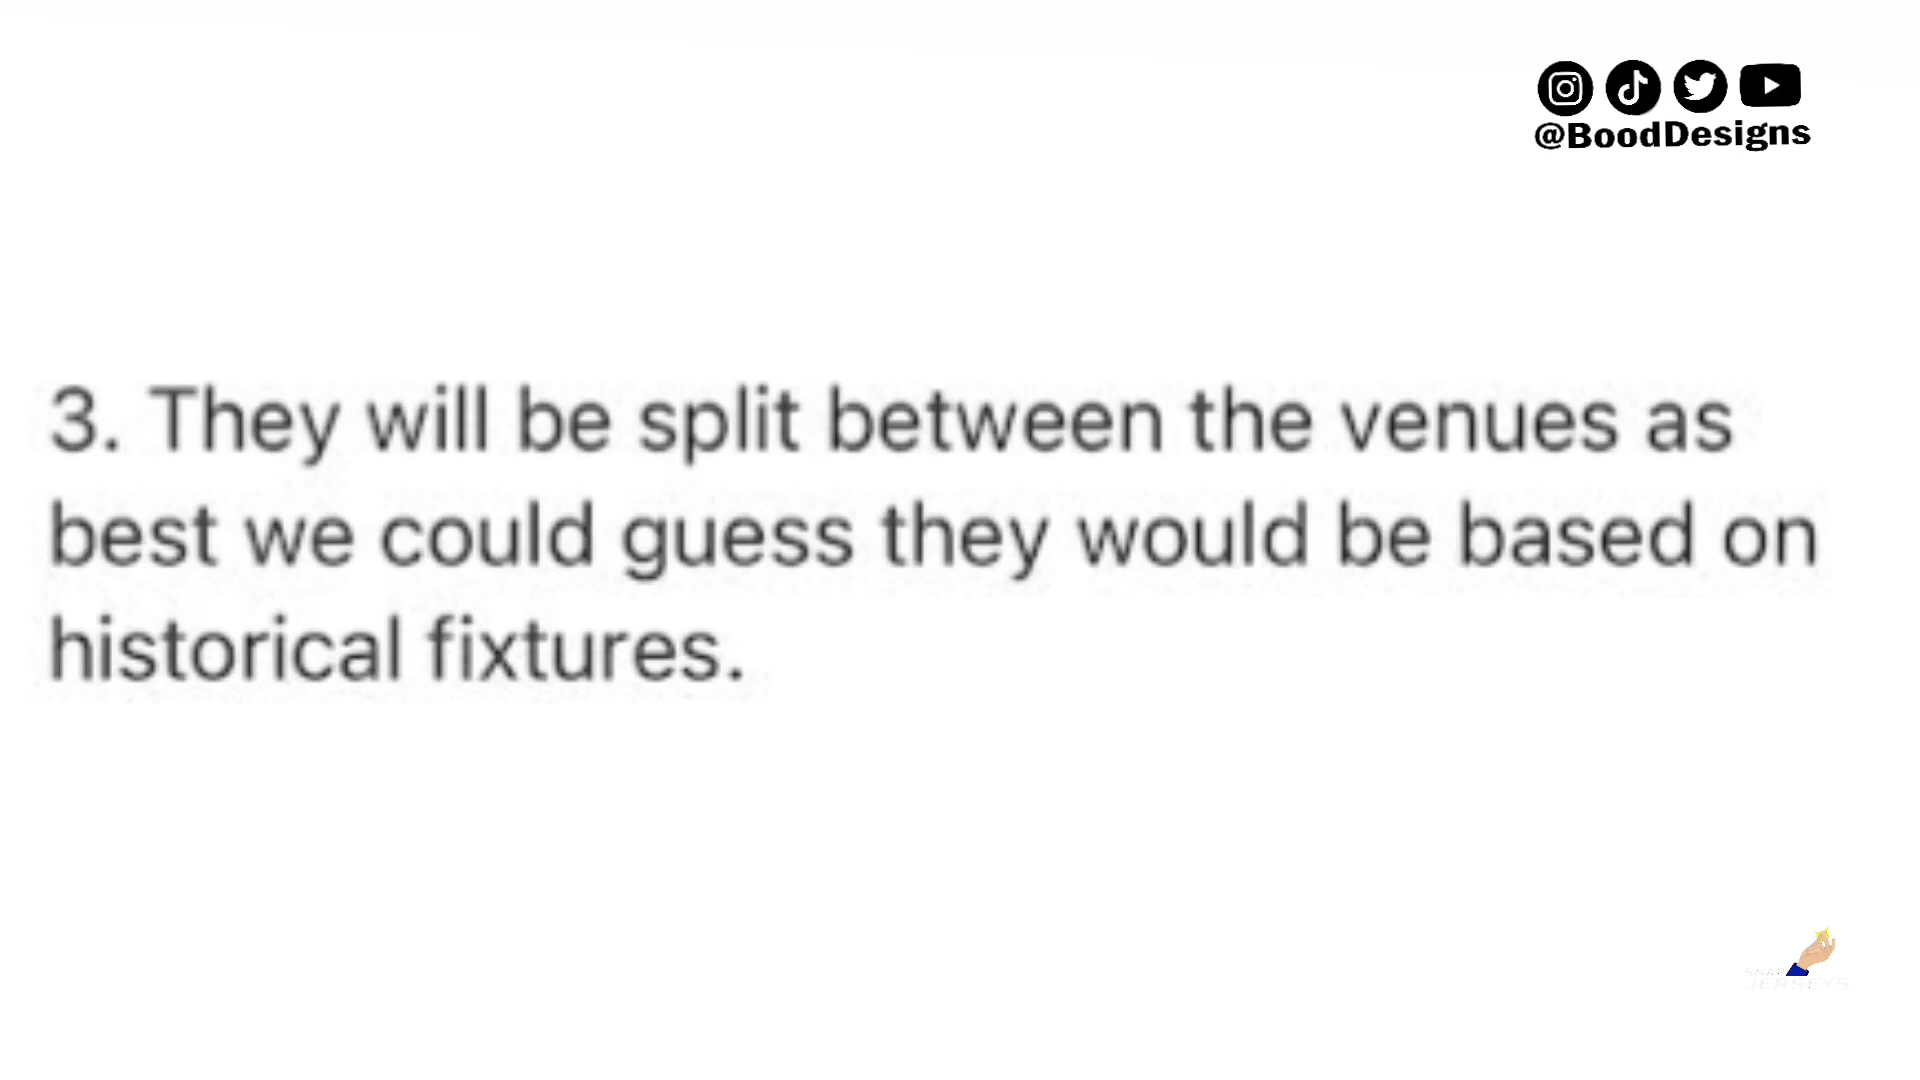 @BoodDesigns
3. They will be split between the venues as
best we could guess they would be based on
historical fixtures.
JERSEYS